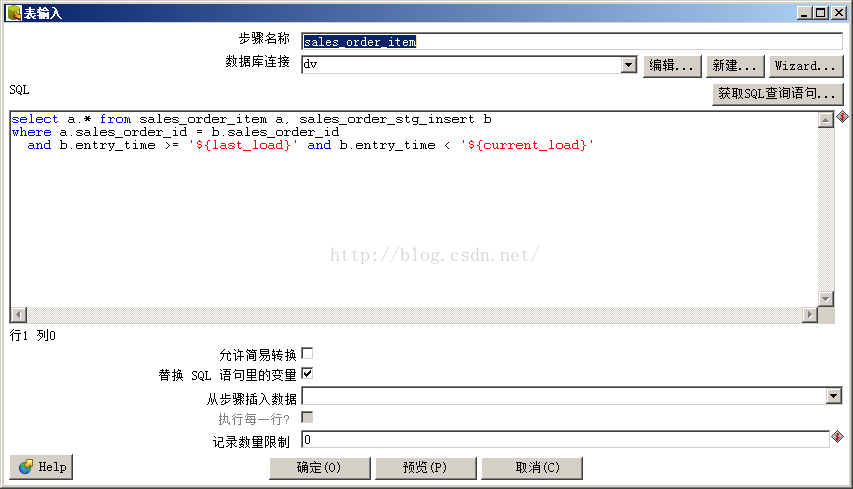 表输入
步骤名称 sales_order_item
数据库连接 dv 编辑... 新建... Wizard...
SQL 获取SQL查询语句...
select a.* from sales_order_item a, sales_order_stg_insert b
where a.sales_order_id = b.sales_order_id
and b.entry_time >= '${last_load}' and b.entry_time < '${current_load}'
http://blog.csdn.net/
行1 列0
允许简易转换
替换 SQL 语句里的变量
从步骤插入数据
执行每一行?
记录数量限制 0
Help 确定(O) 预览(P) 取消(C)